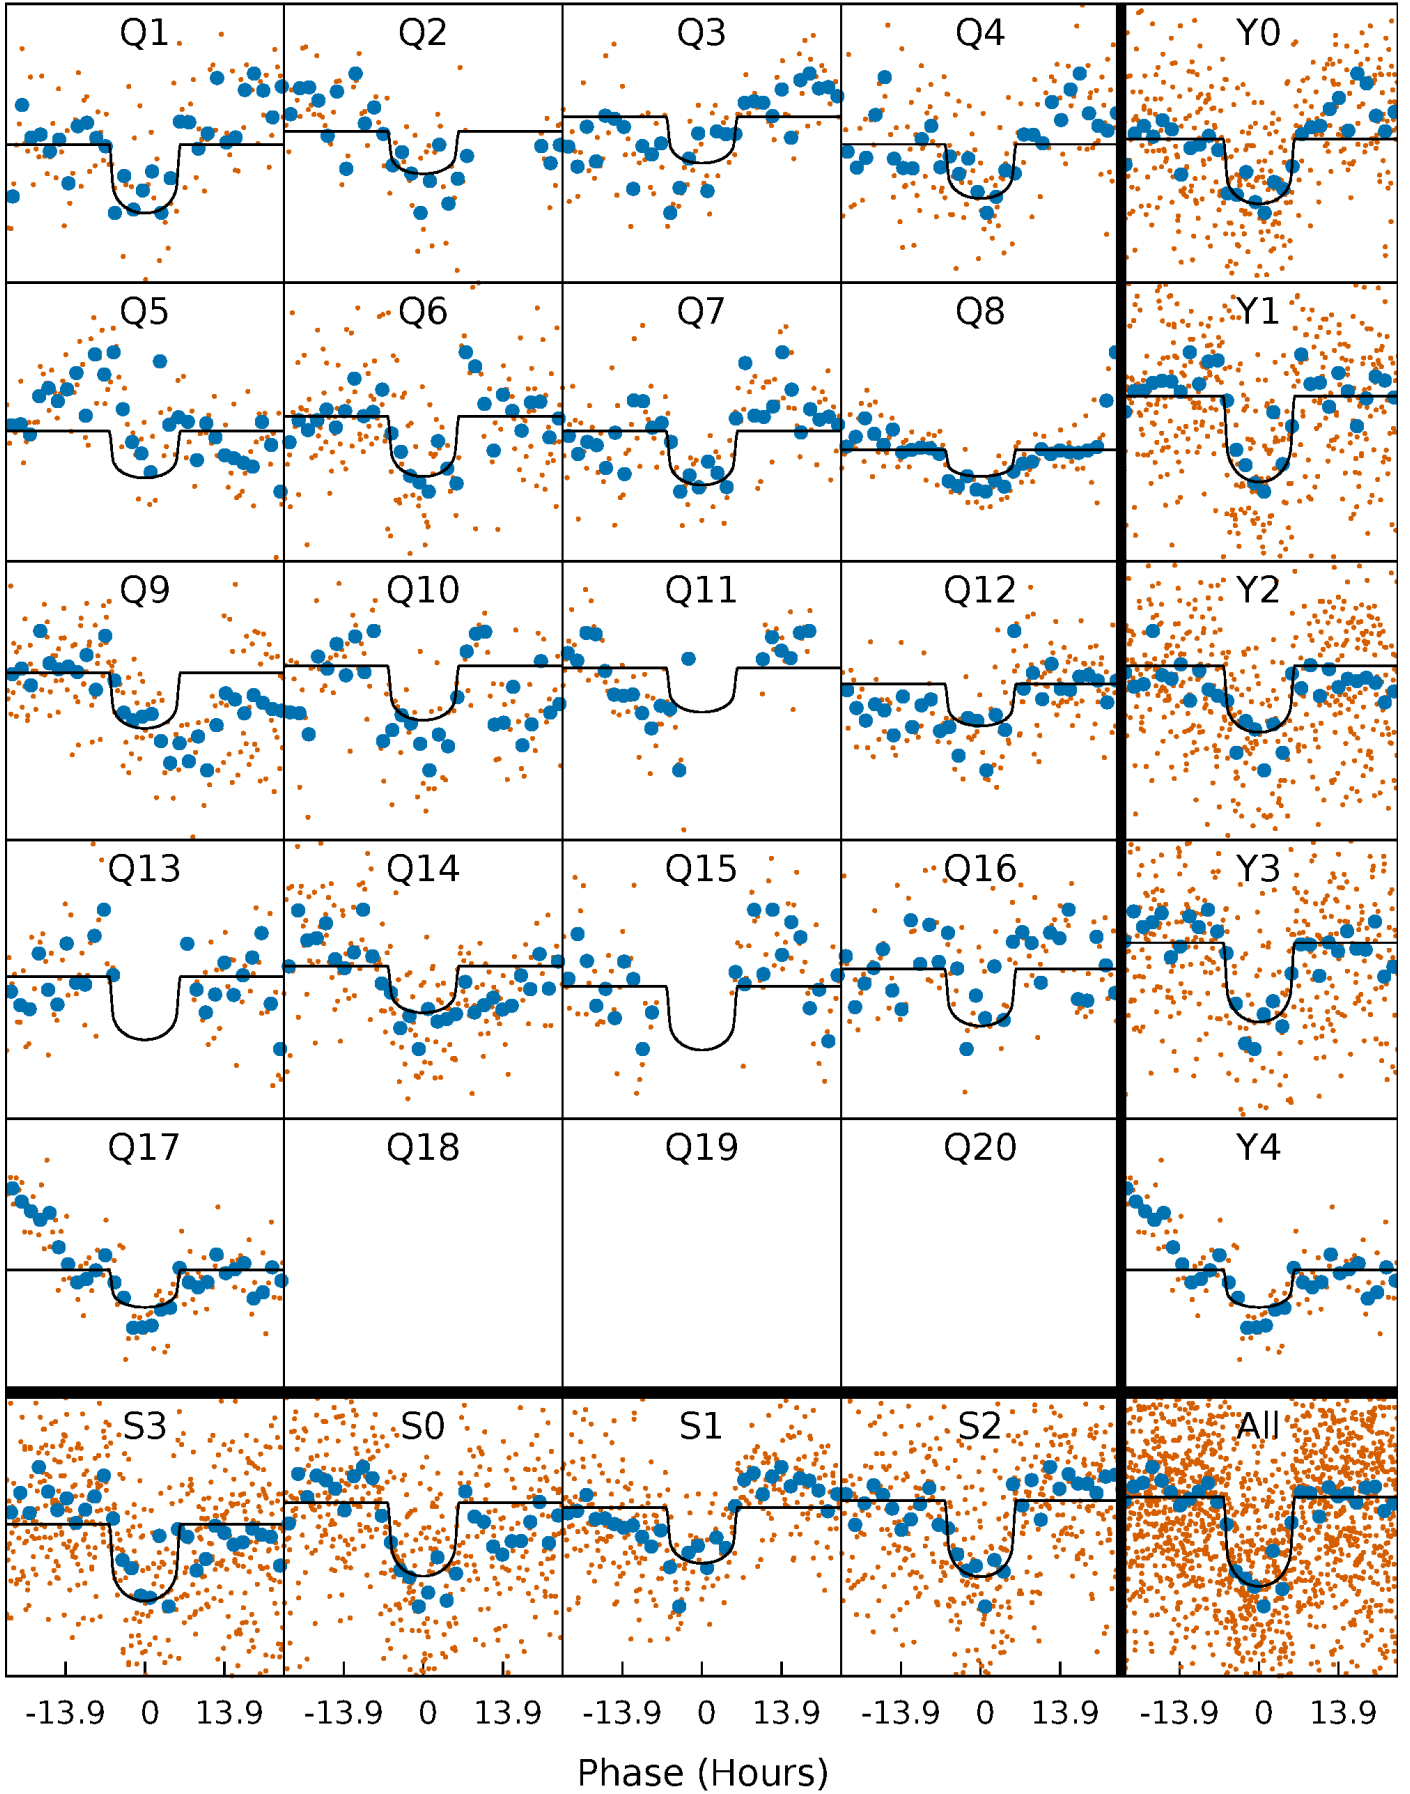 Q1 Q2 Q3 Q4 Y0
Q5 Q6 Q7 Q8 Y1
Q9 Q10 Q11 Q12 Y2
Q13 Q14 Q15 Q16 Y3
Q17 Q18 Q19 Q20 Y4
S3 S0 S1 S2 All
-13.9 0 13.9 -13.9 0 13.9 -13.9 0 13.9 -13.9 0 13.9 -13.9 0 13.9
Phase (Hours)